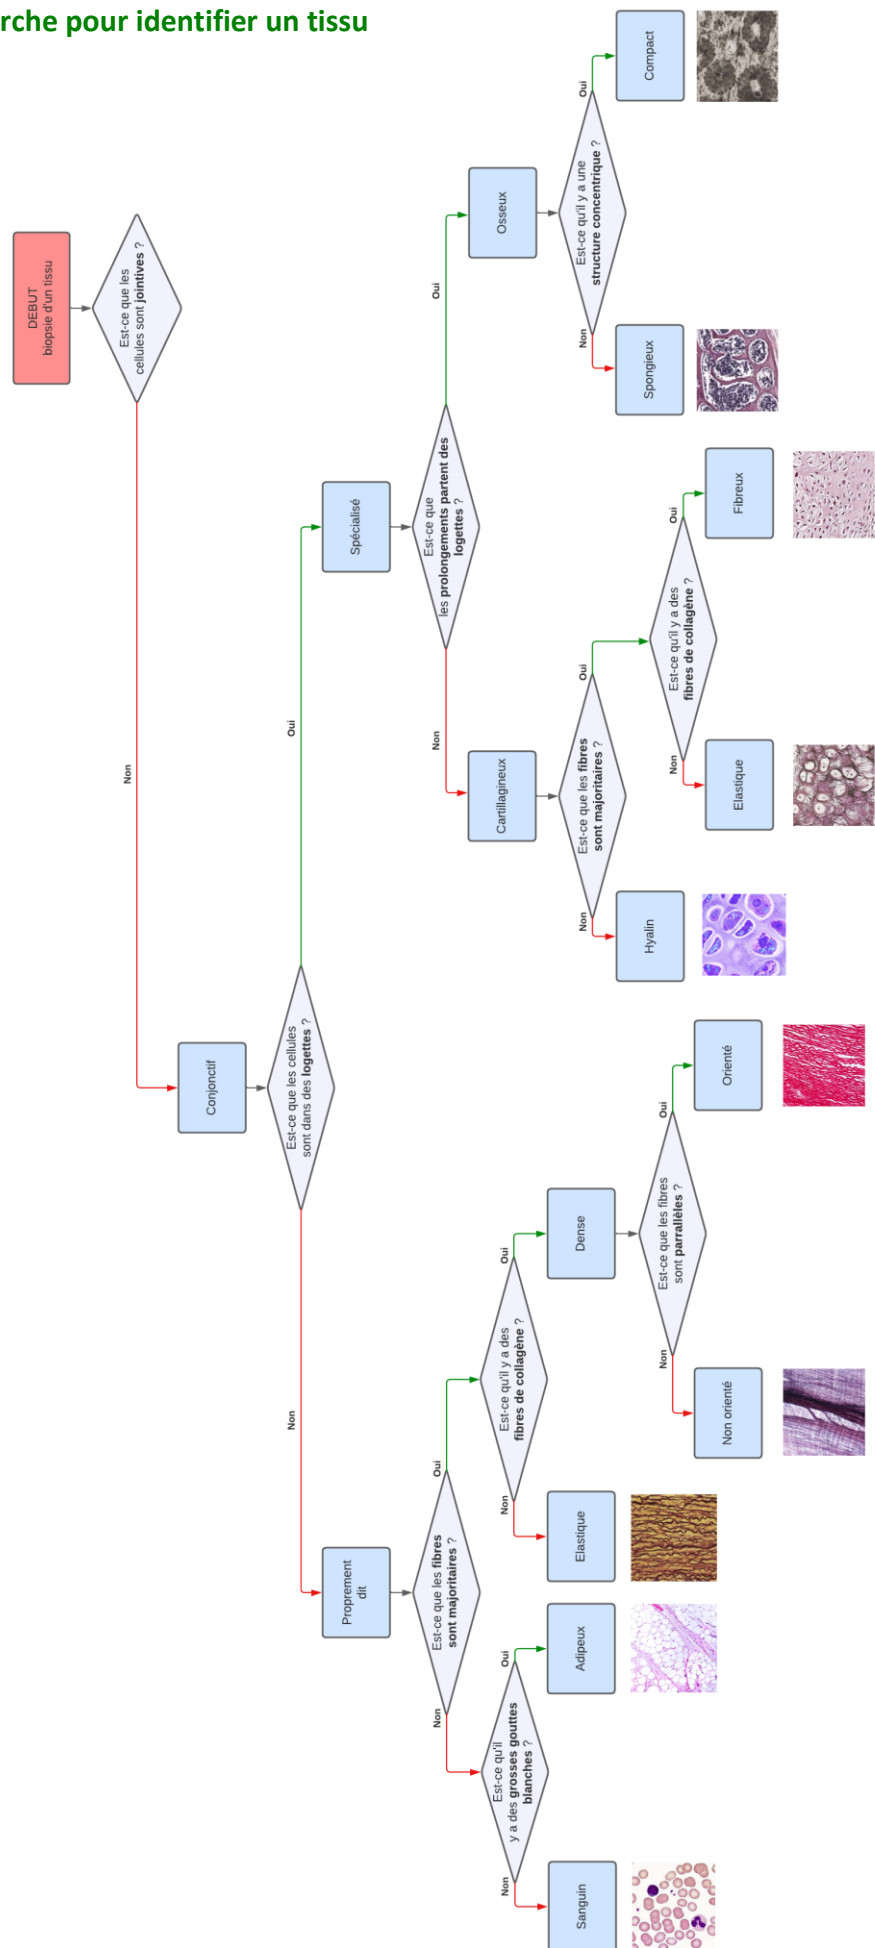 rche pour identifier un tissu
DEBUT
biopsie d'un tissu
Est-ce que les
cellules sont jointives ?
Non
Conjonctif
Est-ce que les cellules
sont dans des logettes ?
Non
Oui
Proprement
dit
Est-ce que les fibres
sont majoritaires ?
Non
Oui
Est-ce qu'il
y a des grosses gouttes
blanches ?
Non
Oui
Sanguin
Adipeux
Est-ce qu'il y a des
fibres de collagène ?
Non
Oui
Elastique
Dense
Est-ce que les fibres
sont parrallèles ?
Non
Oui
Non orienté
Orienté
Spécialisé
Est-ce que
les prolongements partent des
logettes ?
Non
Oui
Cartillagineux
Est-ce que les fibres
sont majoritaires ?
Non
Oui
Hyalin
Est-ce qu'il y a des
fibres de collagène ?
Non
Oui
Elastique
Fibreux
Osseux
Est-ce qu'il y a une
structure concentrique ?
Non
Oui
Spongieux
Compact